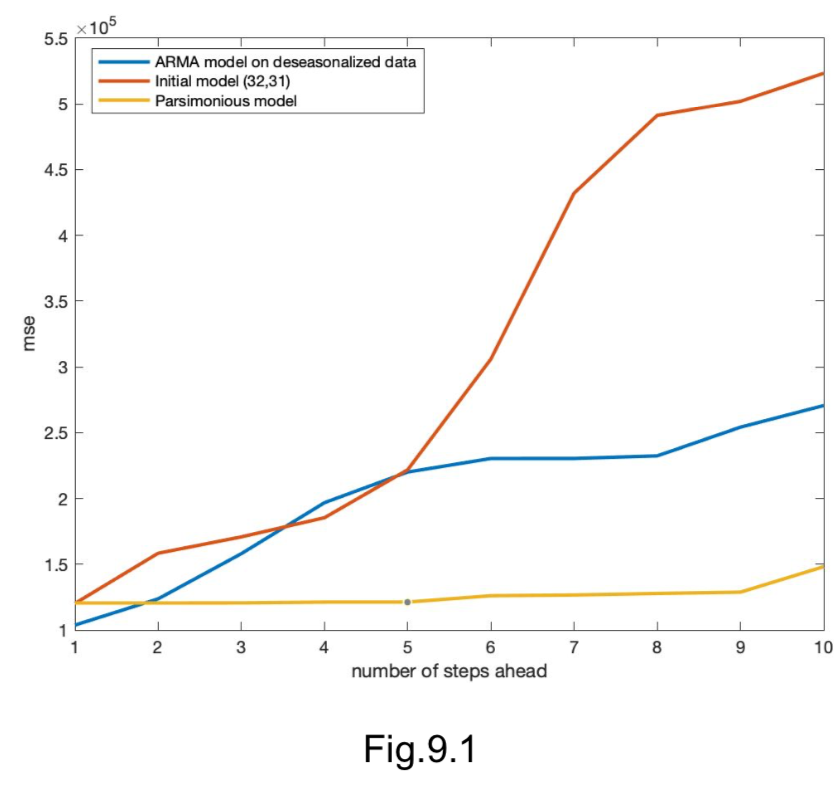 ×10⁵
5.5
5
4.5
4
3.5
3
2.5
2
1.5
1
mse
ARMA model on deseasonalized data
Initial model (32,31)
Parsimonious model
1 2 3 4 5 6 7 8 9 10
number of steps ahead
Fig.9.1